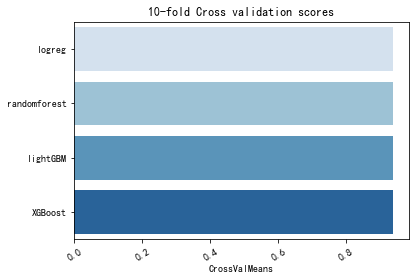 10-fold Cross validation scores
logreg
randomforest
lightGBM
XGBoost
0.0 0.2 0.4 0.6 0.8
CrossValMeans